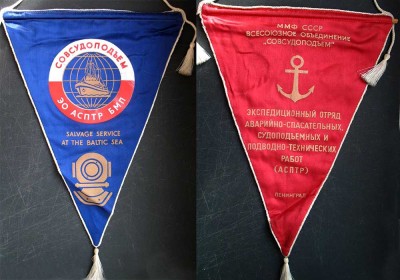 СОВСУДОПОДЪЕМ
ЭО АСПТР БМП
SALVAGE SERVICE
AT THE BALTIC SEA
ММФ СССР
ВСЕСОЮЗНОЕ ОБЪЕДИНЕНИЕ
"СОВСУДОПОДЪЕМ"
ЭКСПЕДИЦИОННЫЙ ОТРЯД
АВАРИЙНО-СПАСАТЕЛЬНЫХ,
СУДОПОДЪЕМНЫХ И
ПОДВОДНО-ТЕХНИЧЕСКИХ
РАБОТ
(АСПТР)
ЛЕНИНГРАД